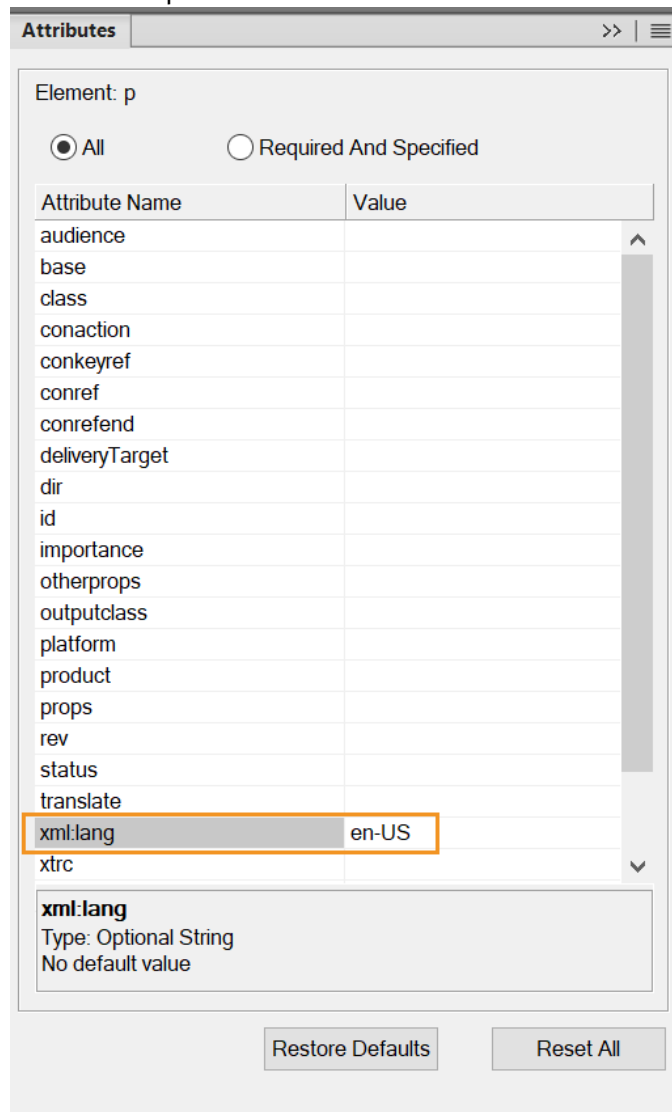 Attributes >>
Element: p
All Required And Specified
Attribute Name Value
audience
base
class
conaction
conkeyref
conref
conrefend
deliveryTarget
dir
id
importance
otherprops
outputclass
platform
product
props
rev
status
translate
xml:lang en-US
xtrc
xml:lang
Type: Optional String
No default value
Restore Defaults Reset All